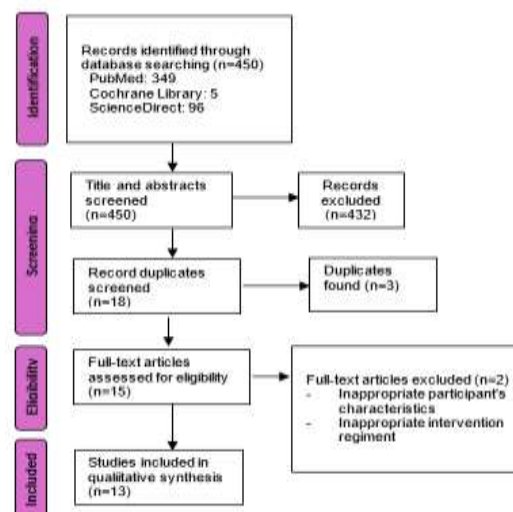 Identification
Records identified through
database searching (n=450)
PubMed: 349
Cochrane Library: 5
ScienceDirect: 96
Screening
Title and abstracts
screened
(n=450)
Records
excluded
(n=432)
Record duplicates
screened
(n=18)
Duplicates
found (n=3)
Eligibility
Full-text articles
assessed for eligibility
(n=15)
Full-text articles excluded (n=2)
- Inappropriate participant's
characteristics
- Inappropriate intervention
regiment
Included
Studies included in
qualitative synthesis
(n=13)